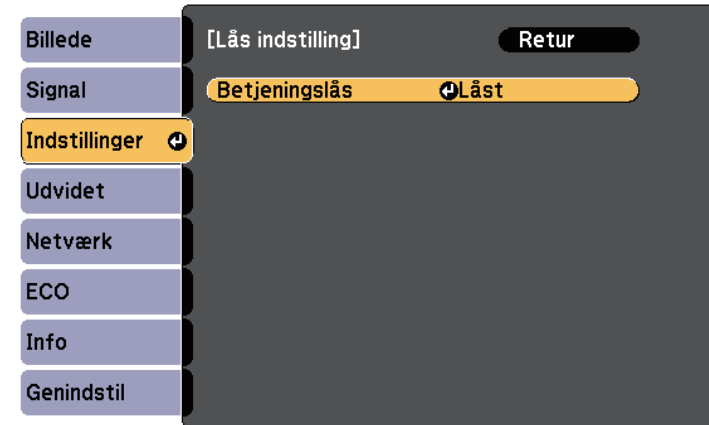 Billede
Signal
Indstillinger
Udvidet
Netværk
ECO
Info
Genindstil
[Lås indstilling] Retur
Betjeningslås Låst